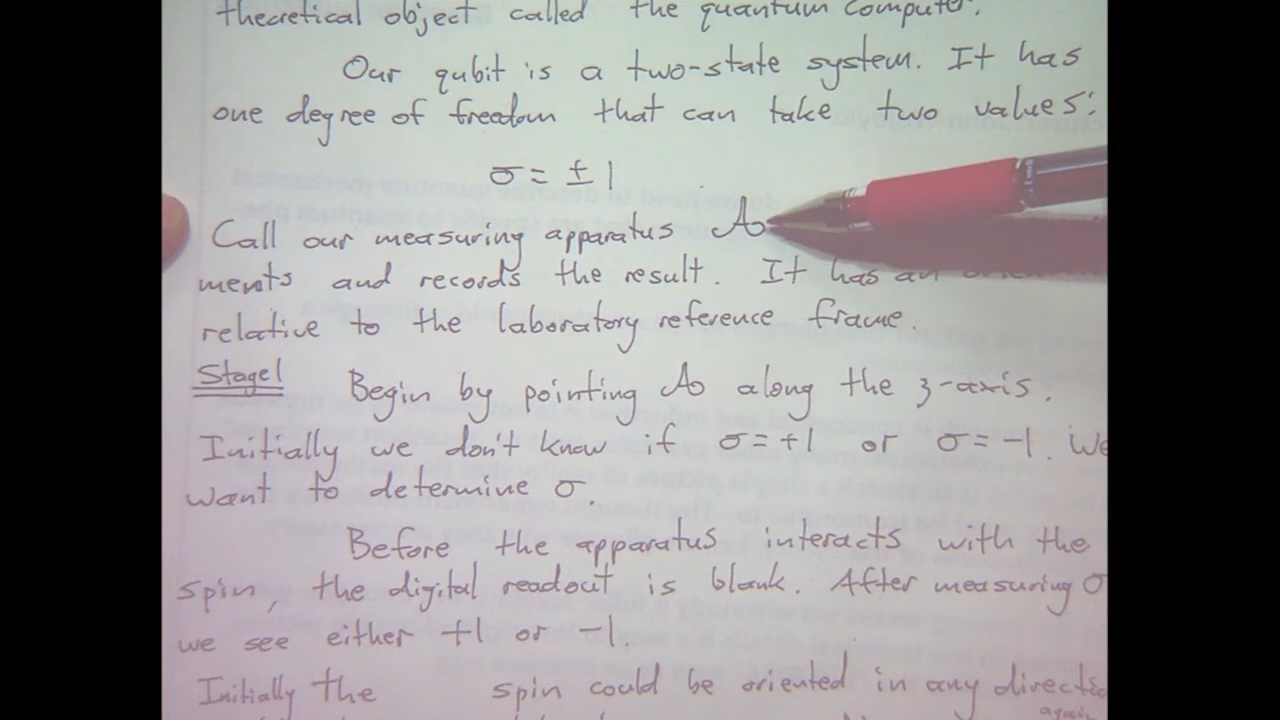 theoretical object called the quantum computer.
Our qubit is a two-state system. It has
one degree of freedom that can take two values:
σ = ± 1
Call our measuring apparatus A
ments and records the result. It has an
relative to the laboratory reference frame.
Stage 1 Begin by pointing A along the z-axis.
Initially we don't know if σ = +1 or σ = -1. We
want to determine σ.
Before the apparatus interacts with the
spin, the digital readout is blank. After measuring σ
we see either +1 or -1.
Initially the spin could be oriented in any directio
again